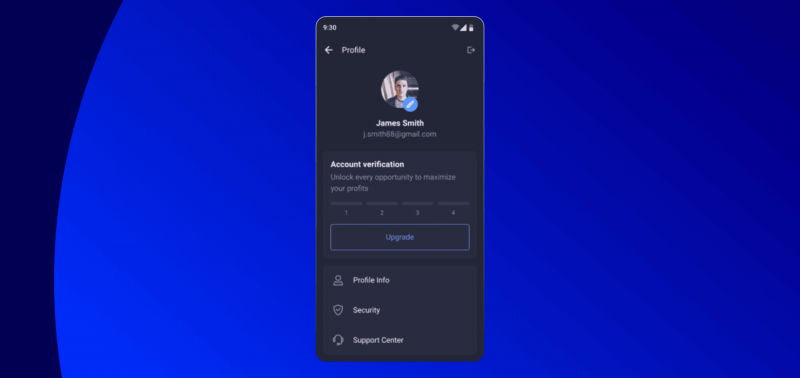 9:30
Profile
James Smith
j.smith88@gmail.com
Account verification
Unlock every opportunity to maximize
your profits
1 2 3 4
Upgrade
Profile Info
Security
Support Center